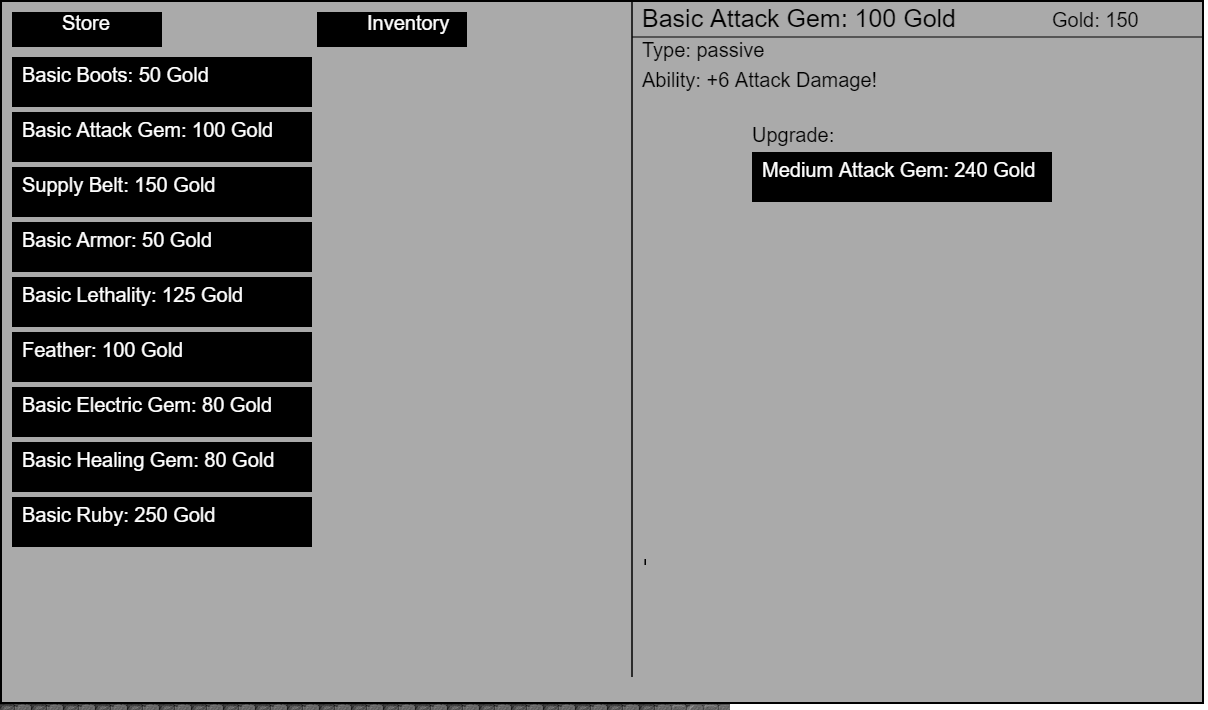 Store
Inventory
Basic Boots: 50 Gold
Basic Attack Gem: 100 Gold
Supply Belt: 150 Gold
Basic Armor: 50 Gold
Basic Lethality: 125 Gold
Feather: 100 Gold
Basic Electric Gem: 80 Gold
Basic Healing Gem: 80 Gold
Basic Ruby: 250 Gold
Basic Attack Gem: 100 Gold
Gold: 150
Type: passive
Ability: +6 Attack Damage!
Upgrade:
Medium Attack Gem: 240 Gold